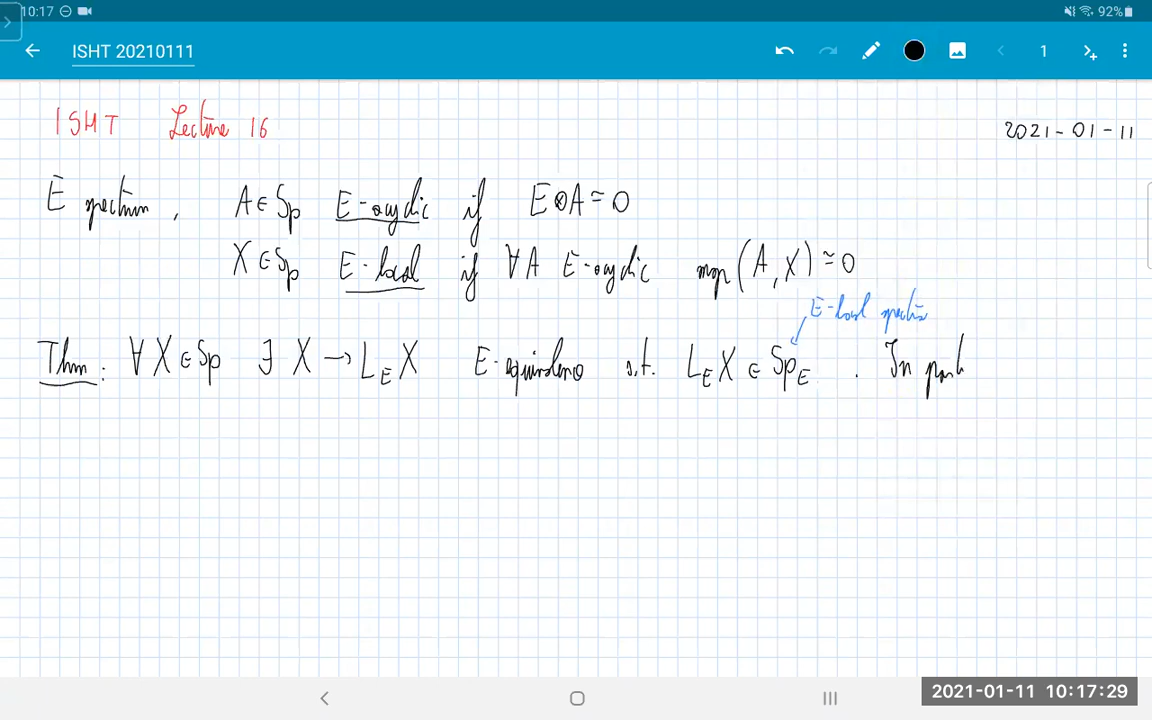 10:17
92%
ISHT 20210111
1
ISHT Lecture 16
2021-01-11
E spectrum, A ∈ Sp E-acyclic if E⊗A = 0
X ∈ Sp E-local if ∀A E-acyclic map(A, X) ≃ 0
E-local spectra
Thm: ∀ X ∈ Sp ∃ X → L_E X E-equivalence s.t. L_E X ∈ Sp_E . In part
2021-01-11 10:17:29